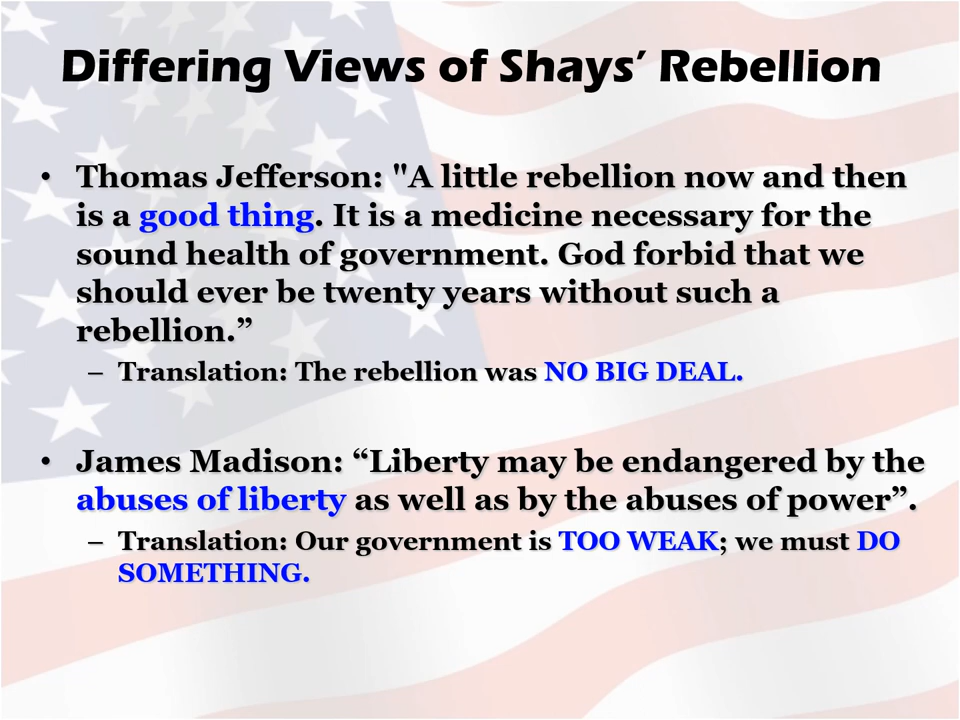 Differing Views of Shays’ Rebellion
• Thomas Jefferson: "A little rebellion now and then
is a good thing. It is a medicine necessary for the
sound health of government. God forbid that we
should ever be twenty years without such a
rebellion.”
– Translation: The rebellion was NO BIG DEAL.
• James Madison: “Liberty may be endangered by the
abuses of liberty as well as by the abuses of power”.
– Translation: Our government is TOO WEAK; we must DO
SOMETHING.